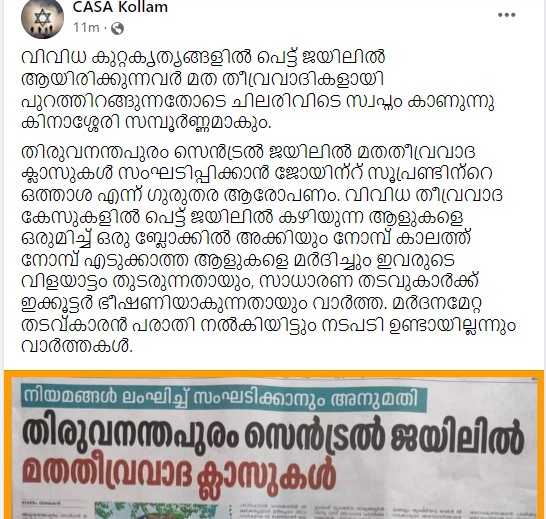 CASA Kollam
11m ·
വിവിധ കുറ്റകൃത്യങ്ങളിൽ പെട്ട് ജയിലിൽ
ആയിരിക്കുന്നവർ മത തീവ്രവാദികളായി
പുറത്തിറങ്ങുന്നതോടെ ചിലരിവിടെ സ്വപ്നം കാണുന്നു
കിനാശ്ശേരി സമ്പൂർണ്ണമാകും.
തിരുവനന്തപുരം സെൻട്രൽ ജയിലിൽ മതതീവ്രവാദ
ക്ലാസുകൾ സംഘടിപ്പിക്കാൻ ജോയിന്റ് സൂപ്രണ്ടിന്റെ
ഒത്താശ എന്ന് ഗുരുതര ആരോപണം. വിവിധ തീവ്രവാദ
കേസുകളിൽ പെട്ട് ജയിലിൽ കഴിയുന്ന ആളുകളെ
ഒരുമിച്ച് ഒരു ബ്ലോക്കിൽ അക്കിയും നോമ്പ് കാലത്ത്
നോമ്പ് എടുക്കാത്ത ആളുകളെ മർദിച്ചും ഇവരുടെ
വിളയാട്ടം തുടരുന്നതായും, സാധാരണ തടവുകാർക്ക്
ഇക്കൂട്ടർ ഭീഷണിയാകുന്നതായും വാർത്ത. മർദനമേറ്റ
തടവ്കാരൻ പരാതി നൽകിയിട്ടും നടപടി ഉണ്ടായില്ലന്നും
വാർത്തകൾ.
നിയമങ്ങൾ ലംഘിച്ച് സംഘടിക്കാനും അനുമതി
തിരുവനന്തപുരം സെൻട്രൽ ജയിലിൽ
മതതീവ്രവാദ ക്ലാസുകൾ